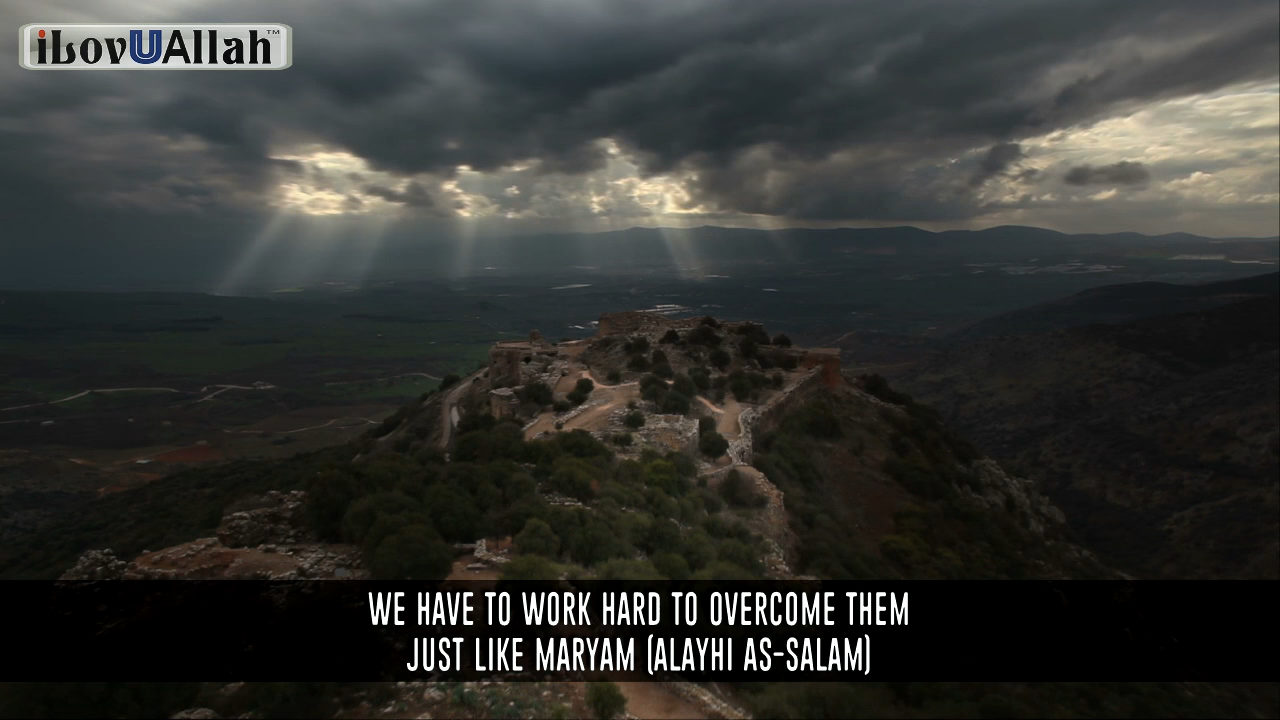 iLovUAllah™
WE HAVE TO WORK HARD TO OVERCOME THEM
JUST LIKE MARYAM (ALAYHI AS-SALAM)